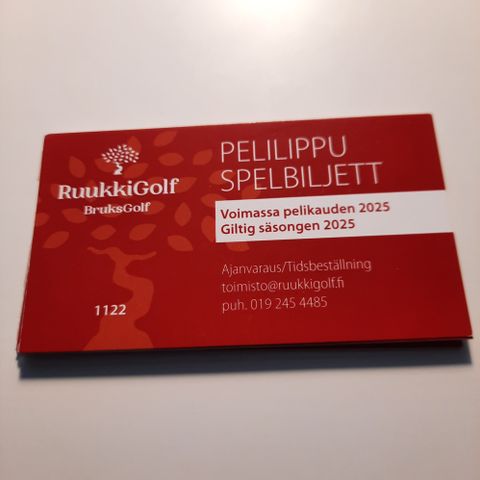 RuukkiGolf
BruksGolf
1122
PELILIPPU
SPELBILJETT
Voimassa pelikauden 2025
Giltig säsongen 2025
Ajanvaraus/Tidsbeställning
toimisto@ruukkigolf.fi
puh. 019 245 4485